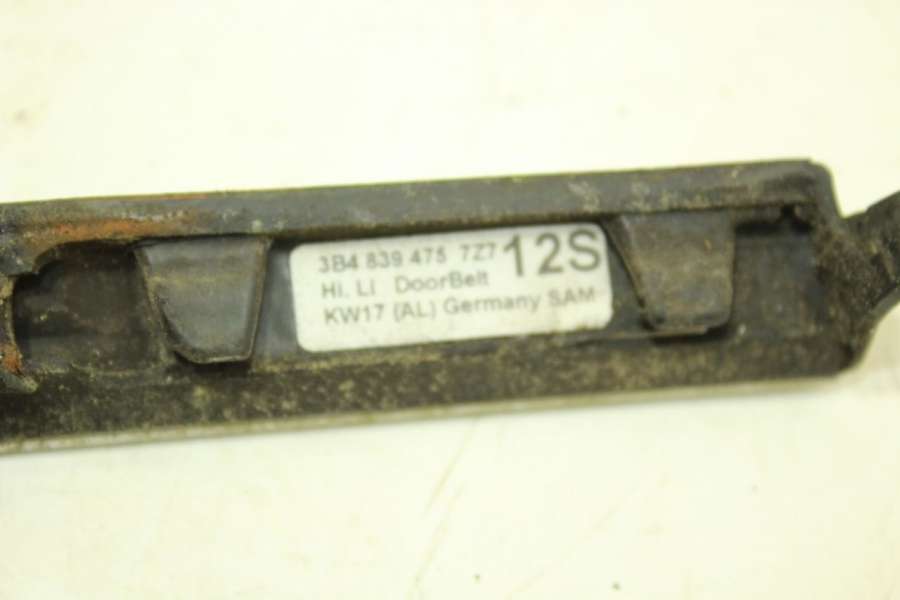 3B4 839 475 7Z7 12S
HI. LI DoorBelt
KW17 (AL) Germany SAM